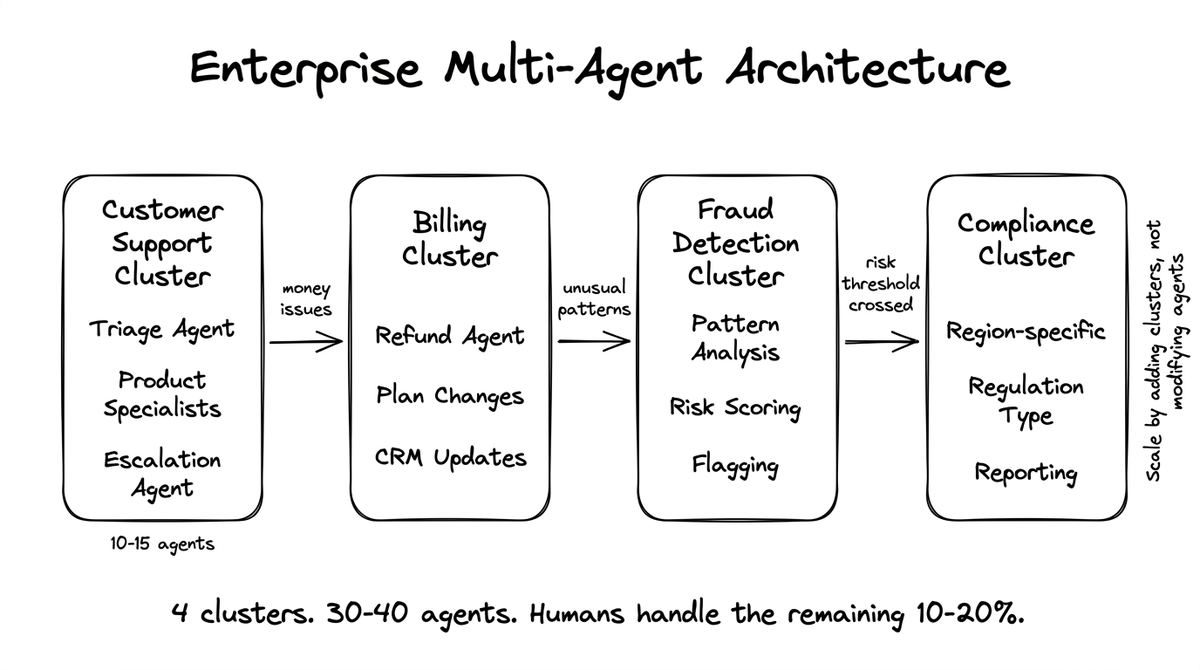 Enterprise Multi-Agent Architecture
Customer
Support
Cluster
Triage Agent
Product
Specialists
Escalation
Agent
10-15 agents
money
issues
Billing
Cluster
Refund Agent
Plan Changes
CRM Updates
unusual
patterns
Fraud
Detection
Cluster
Pattern
Analysis
Risk Scoring
Flagging
risk
threshold
crossed
Compliance
Cluster
Region-specific
Regulation
Type
Reporting
Scale by adding clusters, not
modifying agents
4 clusters. 30-40 agents. Humans handle the remaining 10-20%.